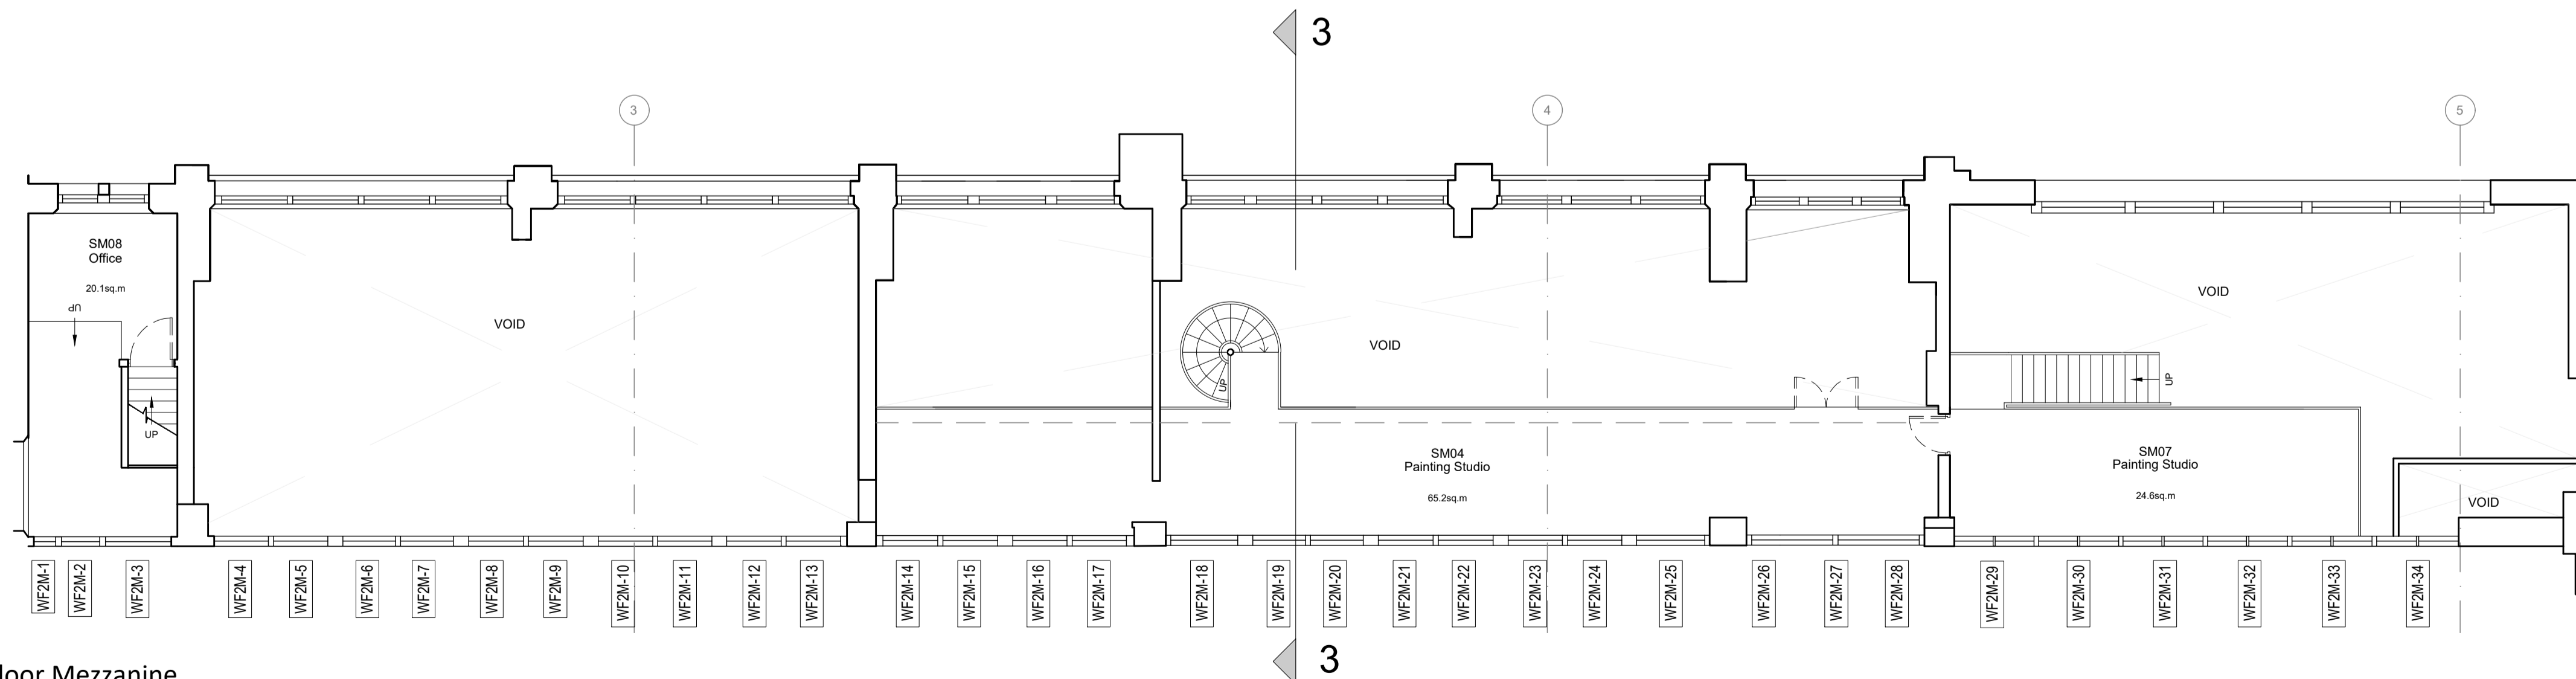 3
3
4
5
SM08
Office
20.1sq.m
UP
UP
VOID
VOID
UP
VOID
UP
SM04
Painting Studio
65.2sq.m
SM07
Painting Studio
24.6sq.m
VOID
WF2M-1
WF2M-2
WF2M-3
WF2M-4
WF2M-5
WF2M-6
WF2M-7
WF2M-8
WF2M-9
WF2M-10
WF2M-11
WF2M-12
WF2M-13
WF2M-14
WF2M-15
WF2M-16
WF2M-17
WF2M-18
WF2M-19
WF2M-20
WF2M-21
WF2M-22
WF2M-23
WF2M-24
WF2M-25
WF2M-26
WF2M-27
WF2M-28
WF2M-29
WF2M-30
WF2M-31
WF2M-32
WF2M-33
WF2M-34
3
loor Mezzanine